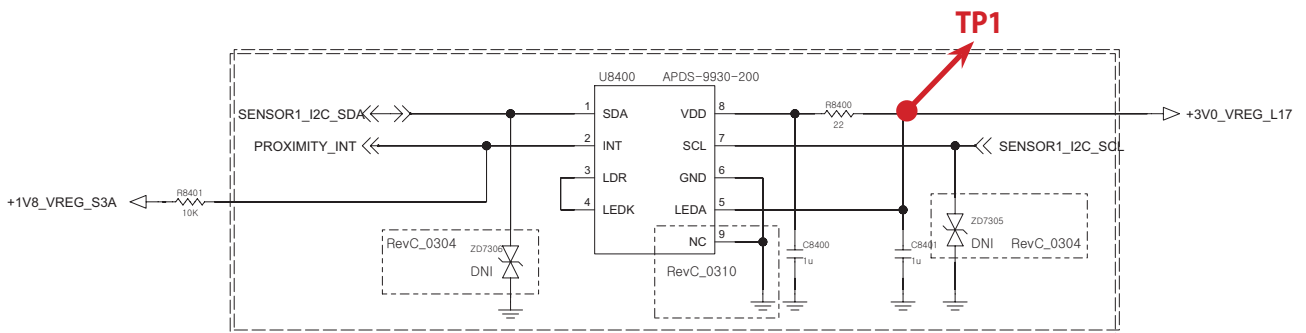 TP1
U8400 APDS-9930-200
SENSOR1_I2C_SDA
1 SDA
VDD 8
R8400
22
+3V0_VREG_L17
PROXIMITY_INT
2 INT
SCL 7
SENSOR1_I2C_SCL
3 LDR
GND 6
+1V8_VREG_S3A
R8401
10K
4 LEDK
LEDA 5
RevC_0304
ZD7306
DNI
NC 9
RevC_0310
C8400
1u
C8401
1u
ZD7305
DNI
RevC_0304